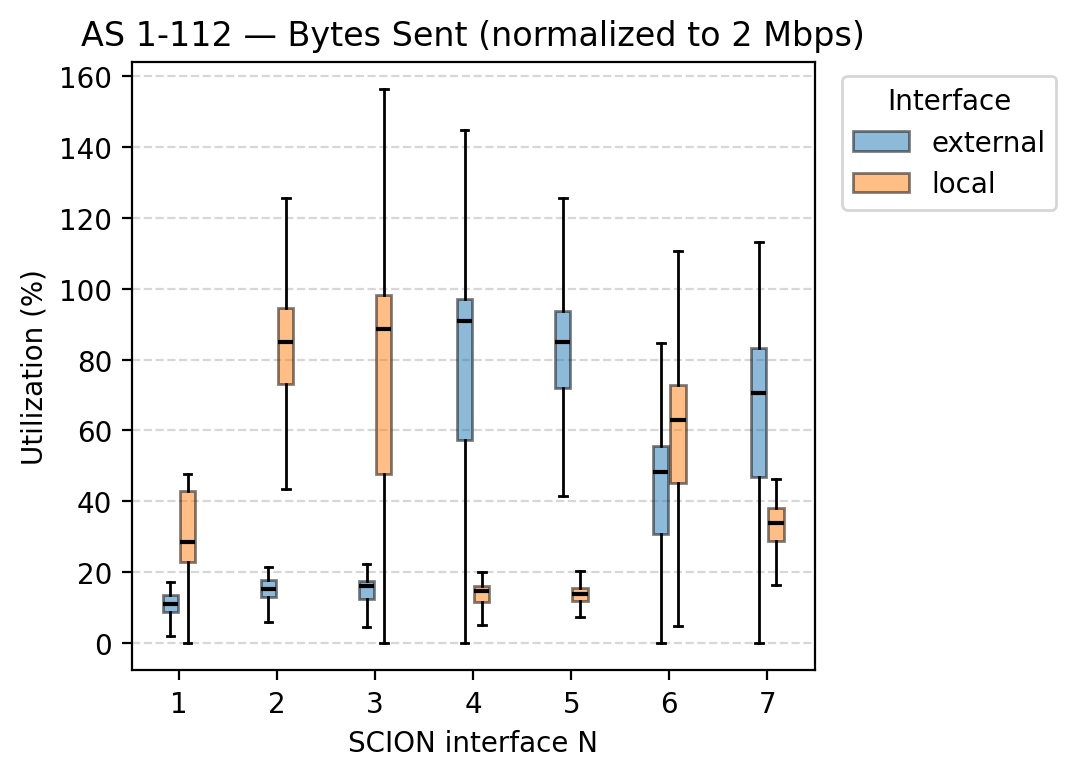 AS 1-112 — Bytes Sent (normalized to 2 Mbps)
Interface
external
local
Utilization (%)
160
140
120
100
80
60
40
20
0
1 2 3 4 5 6 7
SCION interface N